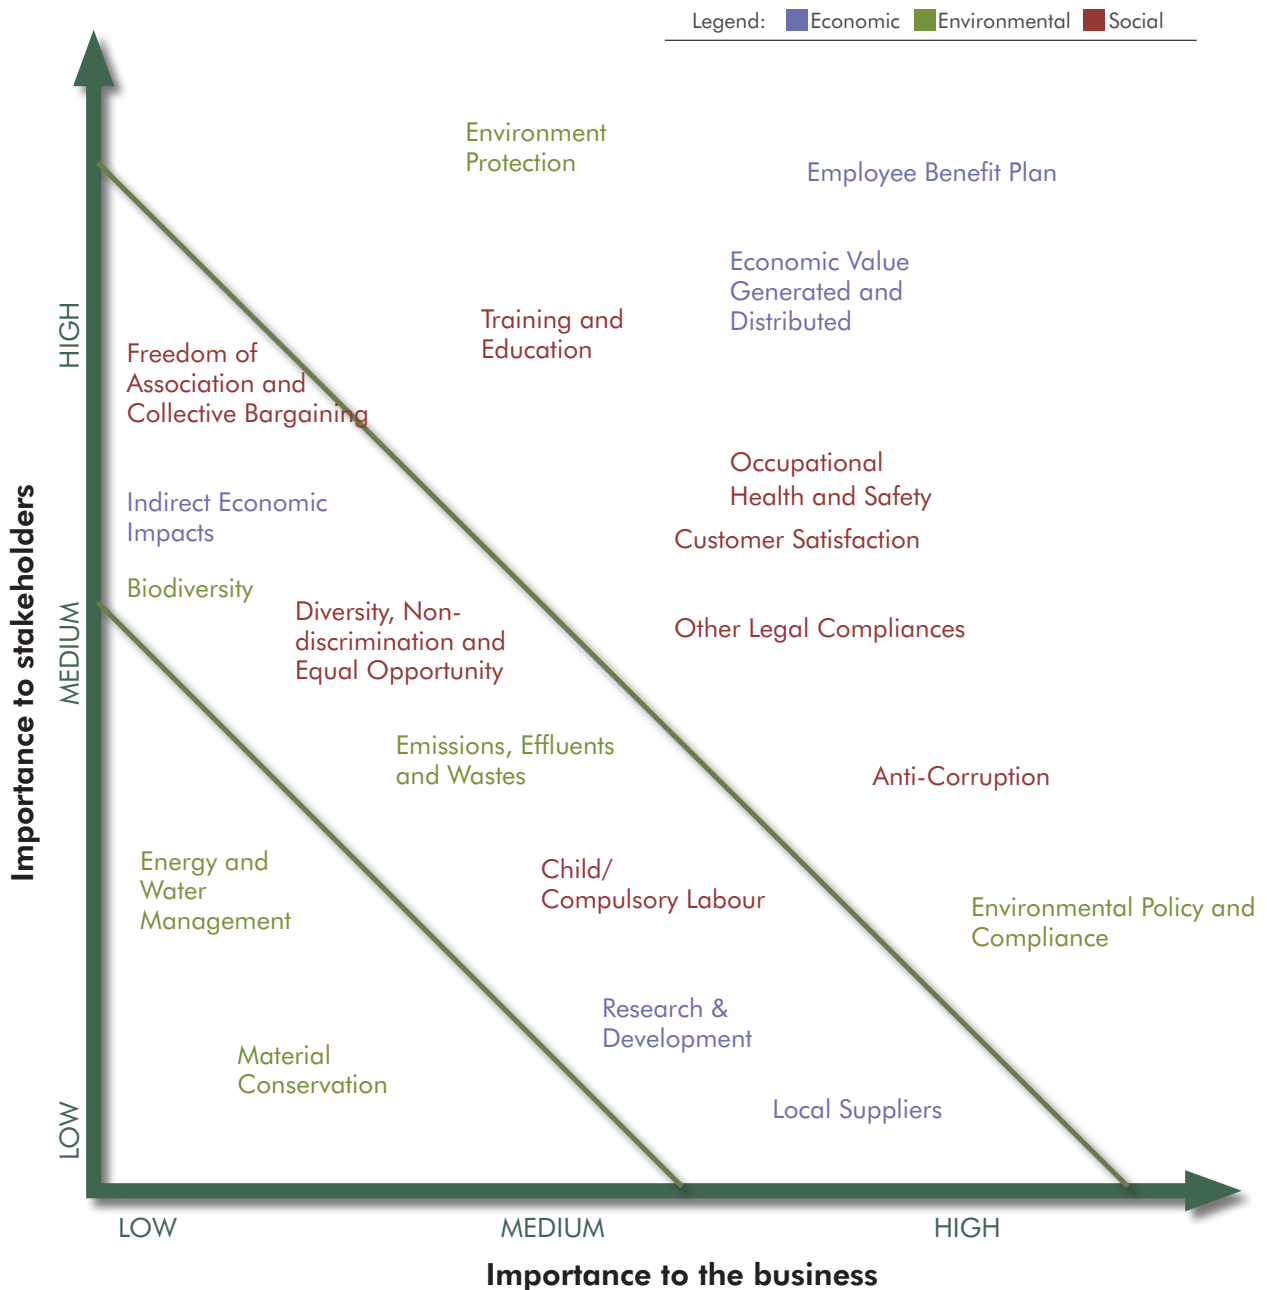 Legend: Economic Environmental Social
Environment
Protection
Employee Benefit Plan
Economic Value
Generated and
Distributed
Training and
Education
HIGH
Freedom of
Association and
Collective Bargaining
Occupational
Health and Safety
Indirect Economic
Impacts
Customer Satisfaction
Biodiversity
Diversity, Non-
discrimination and
Equal Opportunity
Other Legal Compliances
MEDIUM
Importance to stakeholders
Emissions, Effluents
and Wastes
Anti-Corruption
Energy and
Water
Management
Child/
Compulsory Labour
Environmental Policy and
Compliance
Research &
Development
Material
Conservation
Local Suppliers
LOW
LOW MEDIUM HIGH
Importance to the business